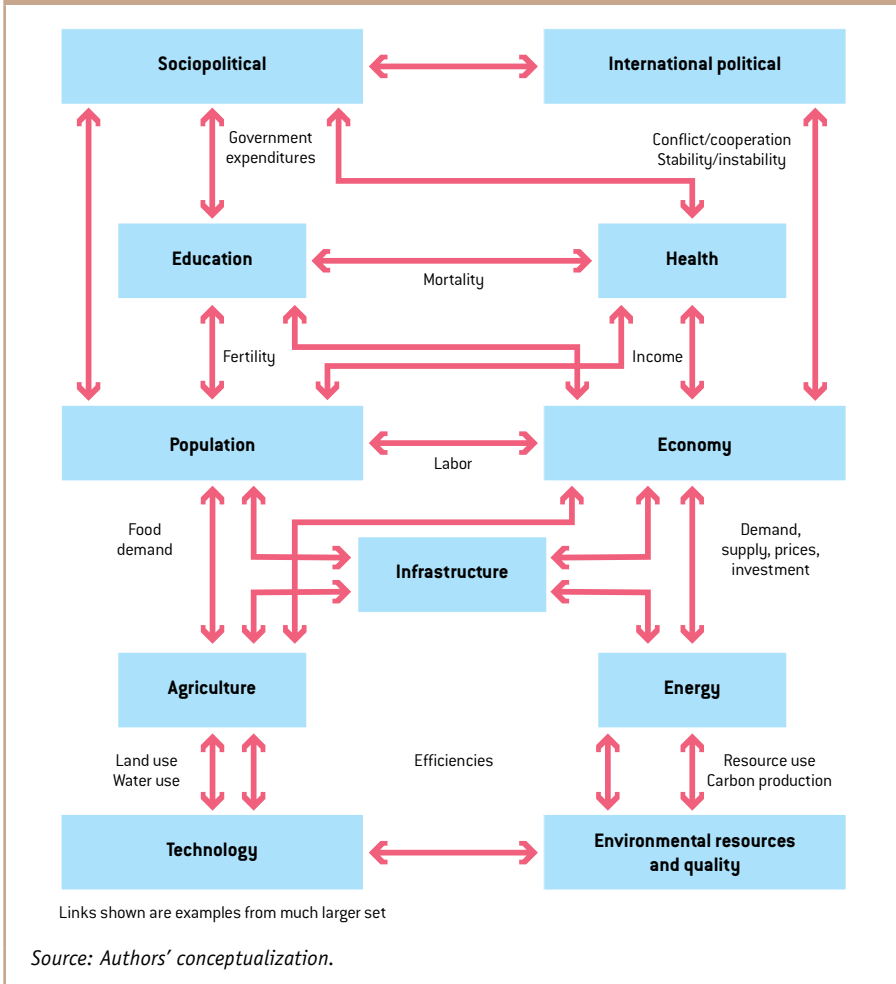 Sociopolitical
International political
Government
expenditures
Conflict/cooperation
Stability/instability
Education
Health
Mortality
Fertility
Income
Population
Economy
Labor
Food
demand
Demand,
supply, prices,
investment
Infrastructure
Agriculture
Energy
Land use
Water use
Efficiencies
Resource use
Carbon production
Technology
Environmental resources
and quality
Links shown are examples from much larger set
Source: Authors’ conceptualization.